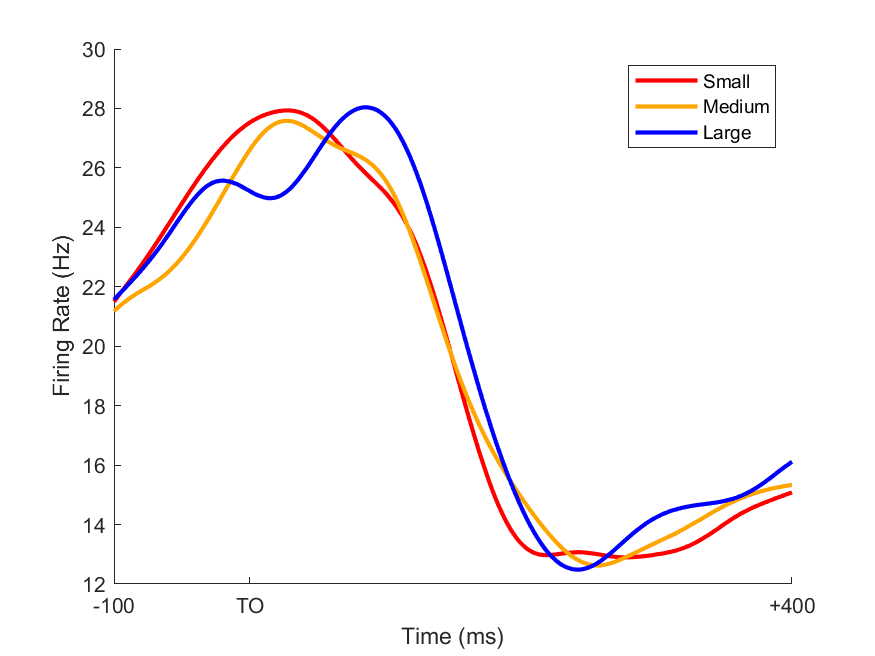 30
28
26
24
22
20
18
16
14
12
Firing Rate (Hz)
Small
Medium
Large
-100
TO
+400
Time (ms)